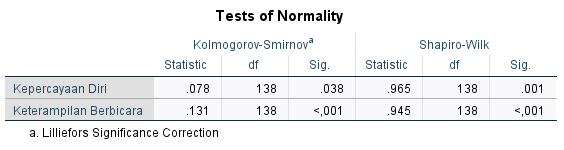 Tests of Normality
Kolmogorov-Smirnovᵃ Shapiro-Wilk
Statistic df Sig. Statistic df Sig.
Kepercayaan Diri .078 138 .038 .965 138 .001
Keterampilan Berbicara .131 138 <,001 .945 138 <,001
a. Lilliefors Significance Correction